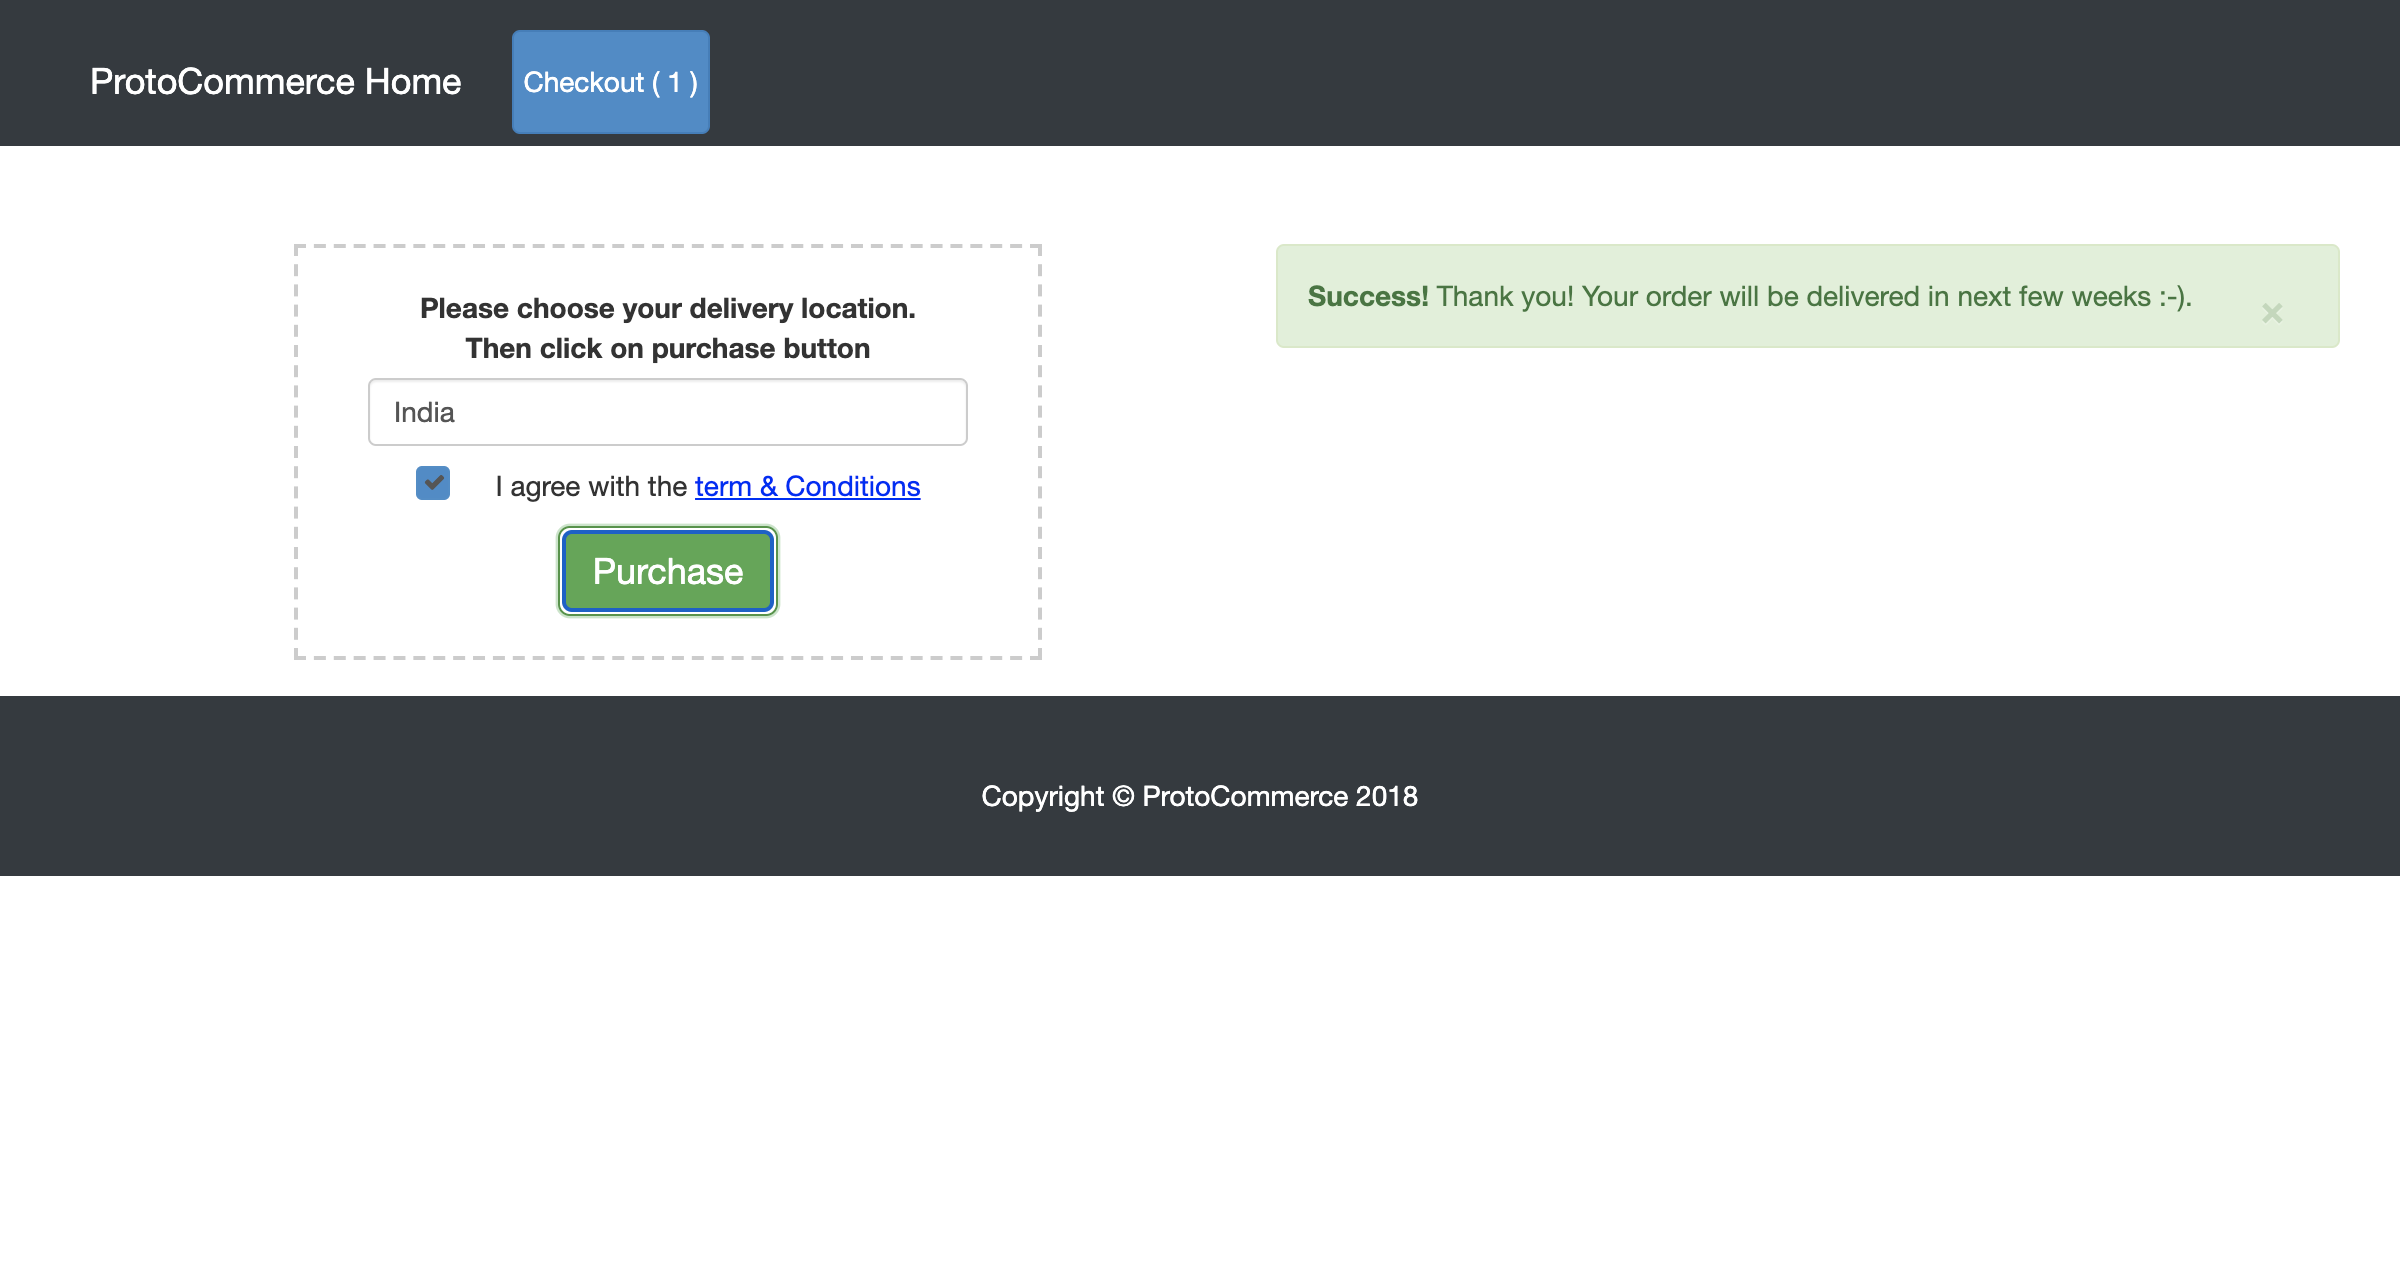 ProtoCommerce Home
Checkout ( 1 )
Please choose your delivery location.
Then click on purchase button
India
I agree with the term & Conditions
Purchase
Success! Thank you! Your order will be delivered in next few weeks :-).
×
Copyright © ProtoCommerce 2018